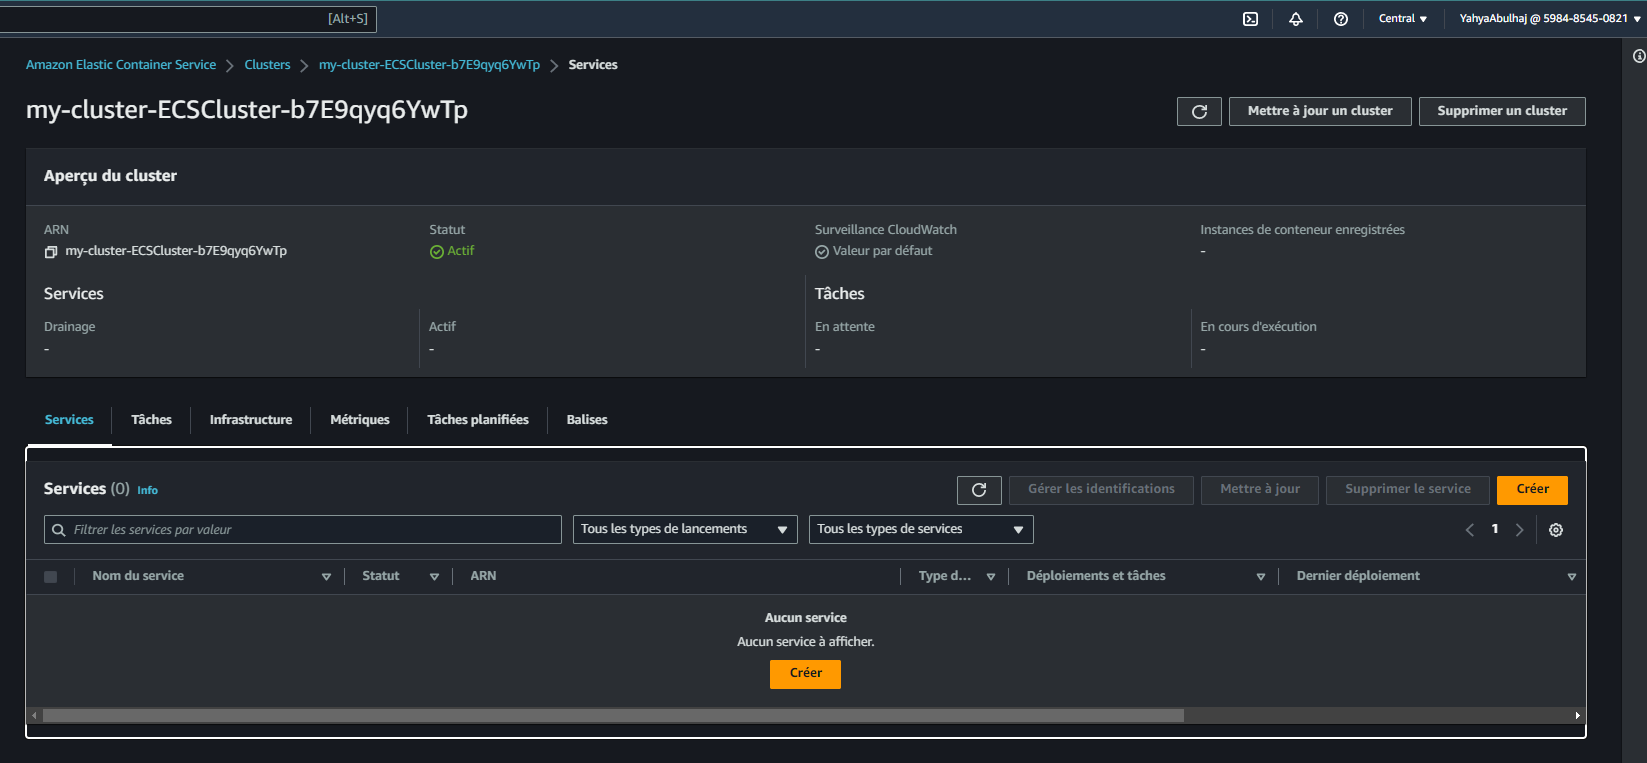 [Alt+S]
Central
YahyaAbulhaj @ 5984-8545-0821
Amazon Elastic Container Service
Clusters
my-cluster-ECSCluster-b7E9qyq6YwTp
Services
my-cluster-ECSCluster-b7E9qyq6YwTp
Mettre à jour un cluster
Supprimer un cluster
Aperçu du cluster
ARN
my-cluster-ECSCluster-b7E9qyq6YwTp
Statut
Actif
Surveillance CloudWatch
Valeur par défaut
Instances de conteneur enregistrées
-
Services
Drainage
-
Actif
-
Tâches
En attente
-
En cours d'exécution
-
Services
Tâches
Infrastructure
Métriques
Tâches planifiées
Balises
Services (0) Info
Gérer les identifications
Mettre à jour
Supprimer le service
Créer
Filtrer les services par valeur
Tous les types de lancements
Tous les types de services
1
Nom du service
Statut
ARN
Type d...
Déploiements et tâches
Dernier déploiement
Aucun service
Aucun service à afficher.
Créer